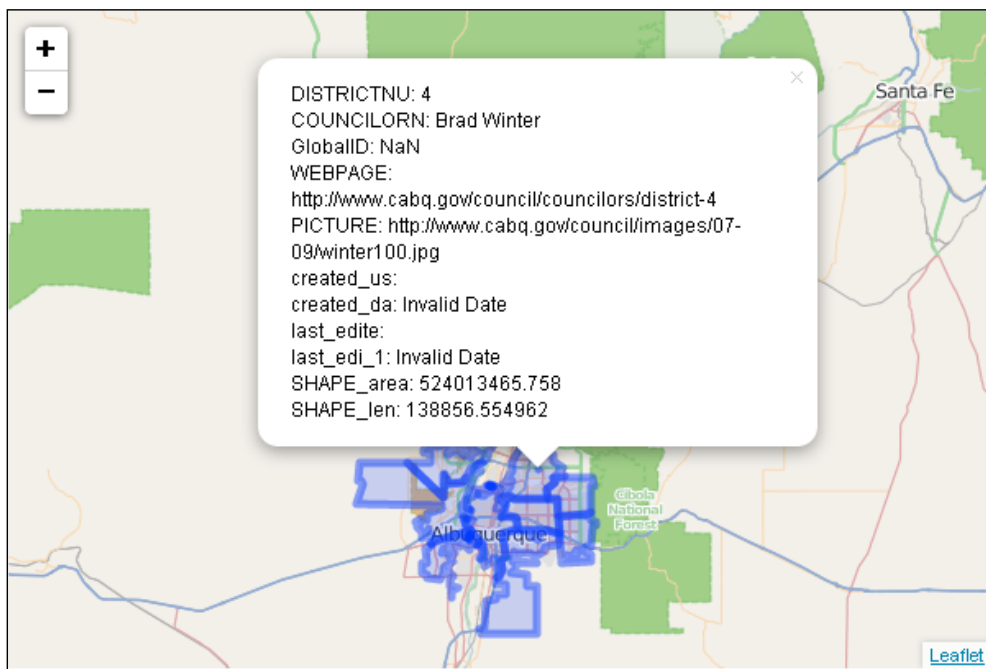 +
−
×
Santa Fe
DISTRICTNU: 4
COUNCILORN: Brad Winter
GlobalID: NaN
WEBPAGE:
http://www.cabq.gov/council/councilors/district-4
PICTURE: http://www.cabq.gov/council/images/07-
09/winter100.jpg
created_us:
created_da: Invalid Date
last_edite:
last_edi_1: Invalid Date
SHAPE_area: 524013465.758
SHAPE_len: 138856.554962
Cibola
National
Forest
Albuquerque
Leaflet